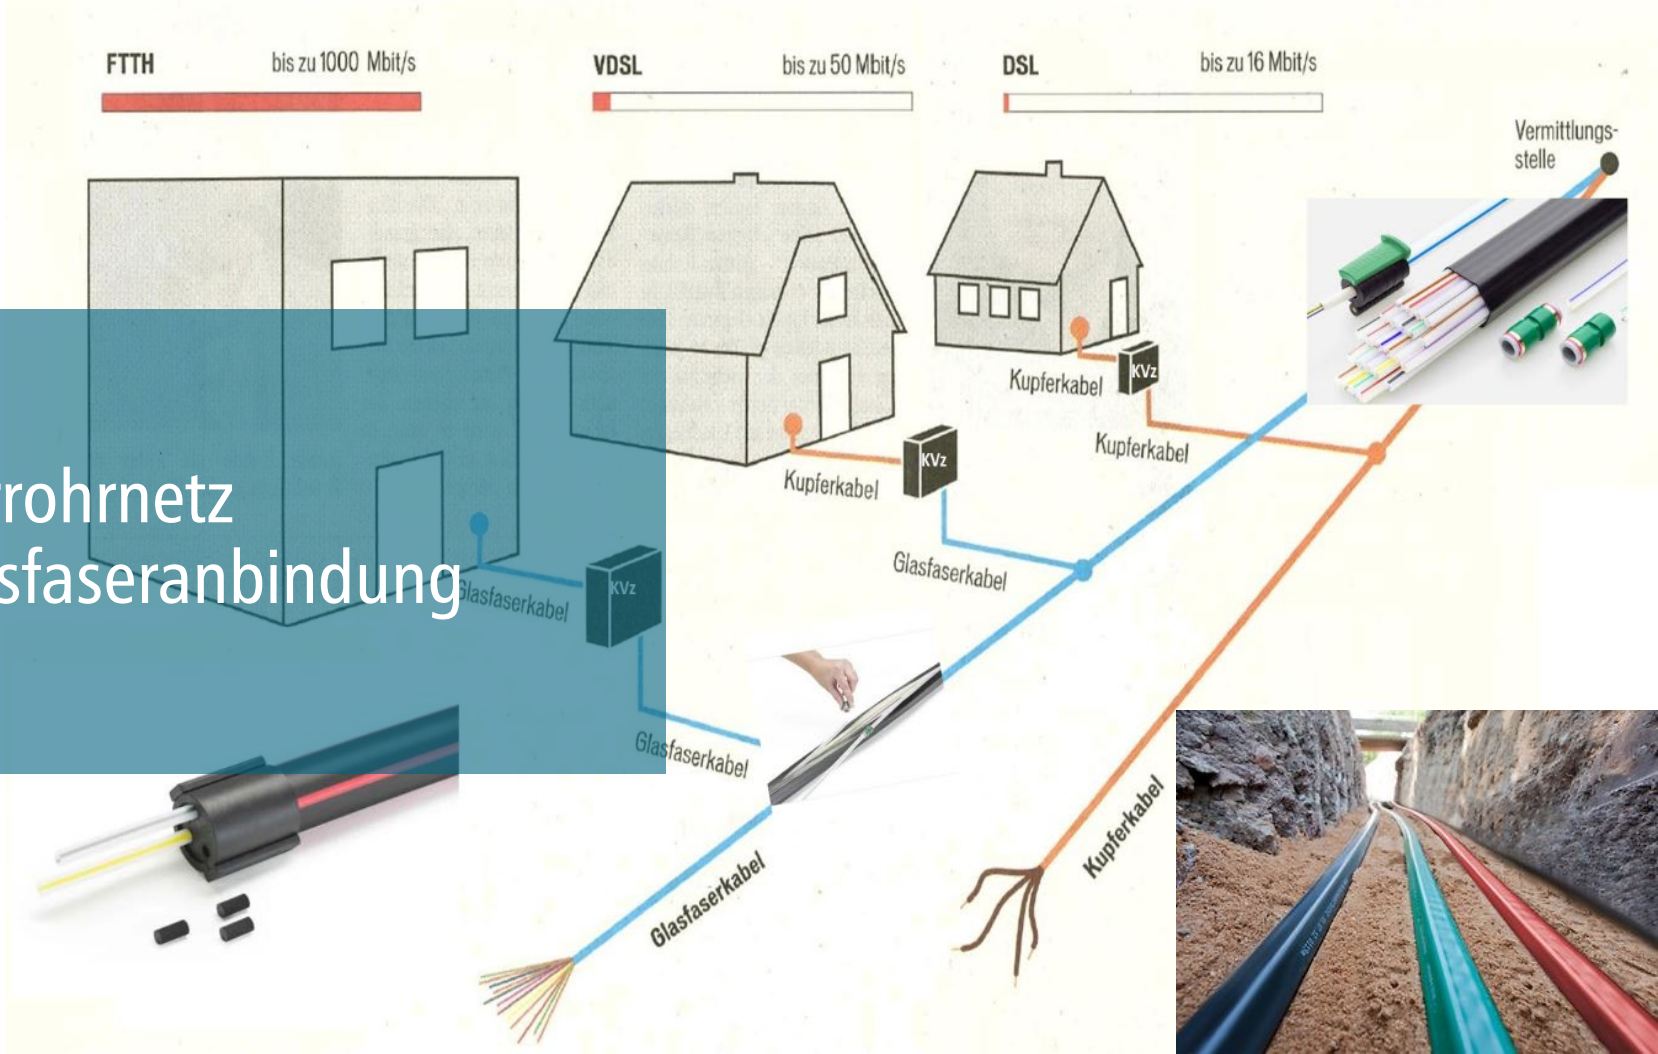 FTTH bis zu 1000 Mbit/s
VDSL bis zu 50 Mbit/s
DSL bis zu 16 Mbit/s
Vermittlungs-
stelle
KVz
Kupferkabel
Kupferkabel
KVz
Kupferkabel
rohrnetz
sfaseranbindung
Glasfaserkabel
KVz
Glasfaserkabel
Glasfaserkabel
Kupferkabel
Glasfaserkabel